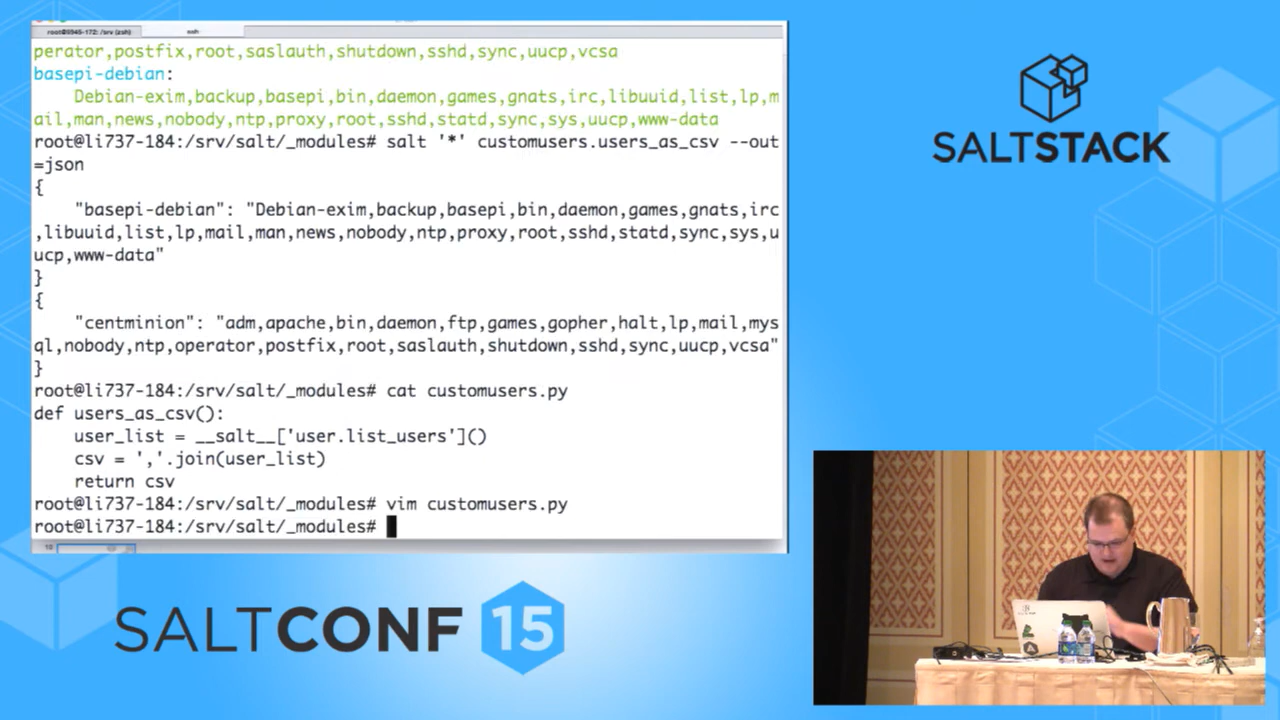 root@9945-172: /srv (zsh)
ssh
perator,postfix,root,saslauth,shutdown,sshd,sync,uucp,vcsa
basepi-debian:
Debian-exim,backup,basepi,bin,daemon,games,gnats,irc,libuuid,list,lp,m
ail,man,news,nobody,ntp,proxy,root,sshd,statd,sync,sys,uucp,www-data
root@li737-184:/srv/salt/_modules# salt '*' customusers.users_as_csv --out
=json
{
"basepi-debian": "Debian-exim,backup,basepi,bin,daemon,games,gnats,irc
,libuuid,list,lp,mail,man,news,nobody,ntp,proxy,root,sshd,statd,sync,sys,u
ucp,www-data"
}
{
"centminion": "adm,apache,bin,daemon,ftp,games,gopher,halt,lp,mail,mys
ql,nobody,ntp,operator,postfix,root,saslauth,shutdown,sshd,sync,uucp,vcsa"
}
root@li737-184:/srv/salt/_modules# cat customusers.py
def users_as_csv():
user_list = __salt__['user.list_users']()
csv = ','.join(user_list)
return csv
root@li737-184:/srv/salt/_modules# vim customusers.py
root@li737-184:/srv/salt/_modules#
10
SALTSTACK
SALTCONF 15